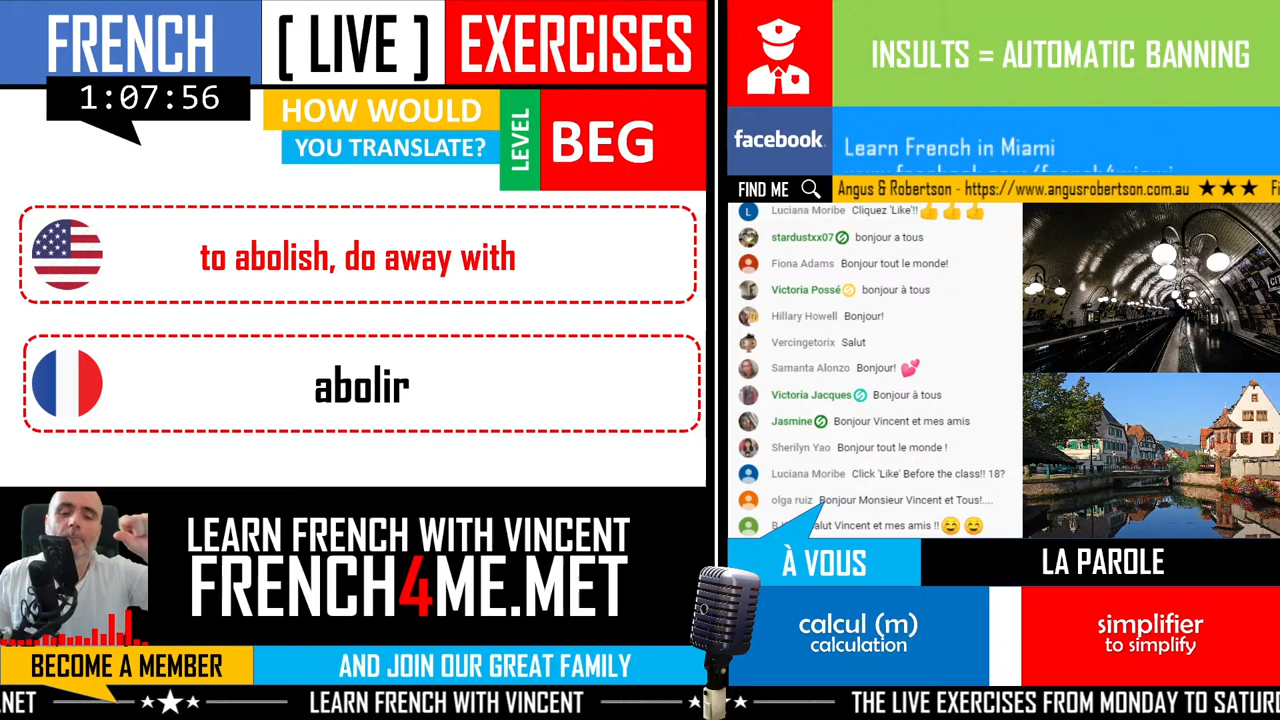 FRENCH
[ LIVE ]
EXERCISES
1:07:56
HOW WOULD
YOU TRANSLATE?
LEVEL
BEG
to abolish, do away with
abolir
LEARN FRENCH WITH VINCENT
FRENCH4ME.MET
BECOME A MEMBER
AND JOIN OUR GREAT FAMILY
INSULTS = AUTOMATIC BANNING
facebook
Learn French in Miami
FIND ME
Angus & Robertson - https://www.angusrobertson.com.au ★★★ Fi
Luciana Moribe Cliquez 'Like'!! 👍👍👍
stardustxx07 bonjour a tous
Fiona Adams Bonjour tout le monde!
Victoria Possé bonjour à tous
Hillary Howell Bonjour!
Vercingetorix Salut
Samanta Alonzo Bonjour! 💕
Victoria Jacques Bonjour à tous
Jasmine Bonjour Vincent et mes amis
Sherilyn Yao Bonjour tout le monde !
Luciana Moribe Click 'Like' Before the class!! 18?
olga ruiz Bonjour Monsieur Vincent et Tous!....
alut Vincent et mes amis !! 😊😊
À VOUS
LA PAROLE
calcul (m)
calculation
simplifier
to simplify
.NET
LEARN FRENCH WITH VINCENT
THE LIVE EXERCISES FROM MONDAY TO SATUR